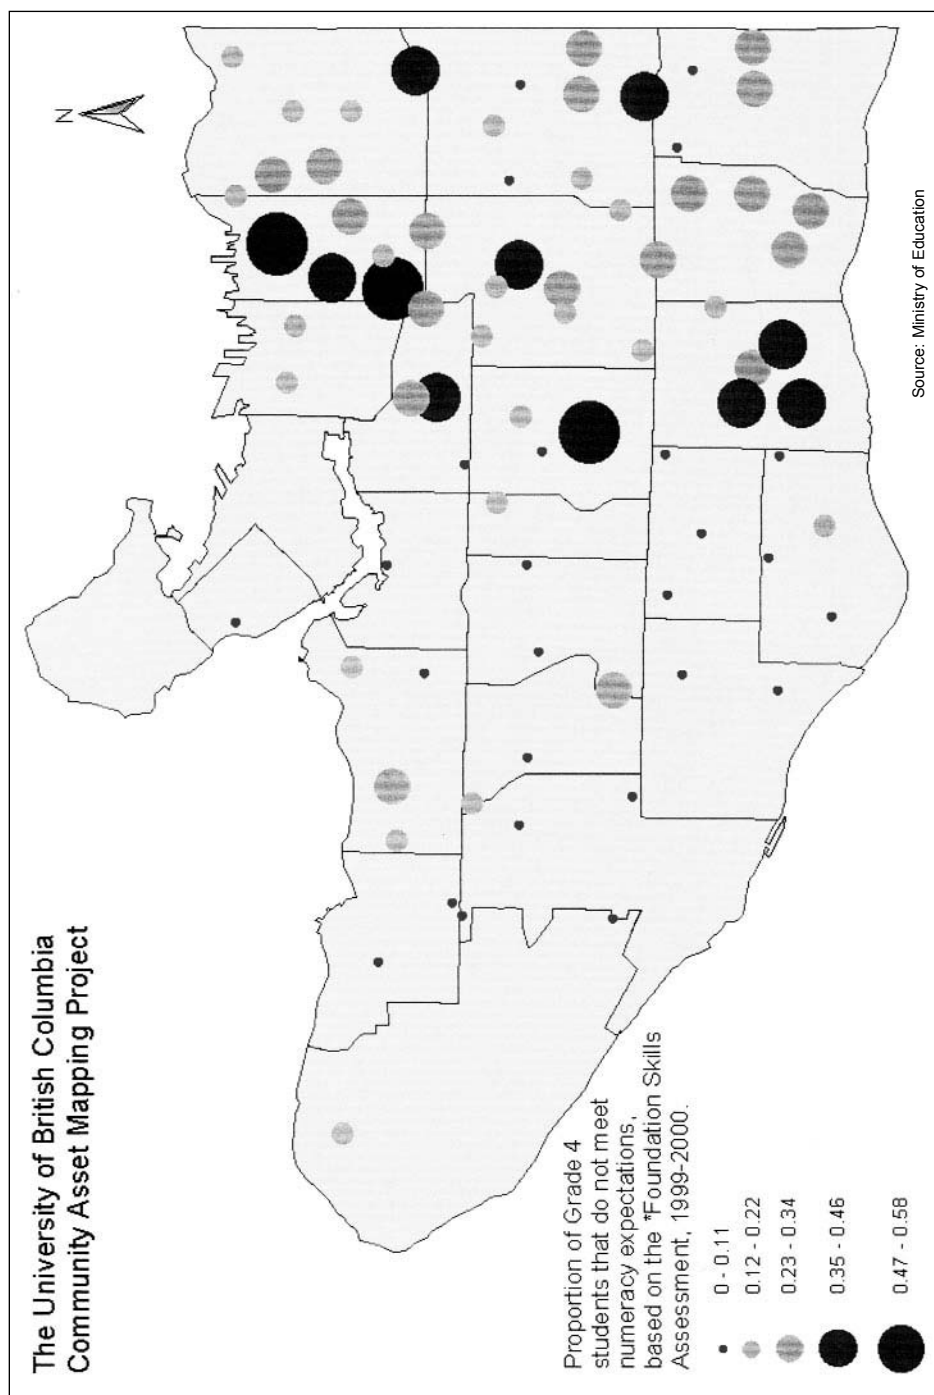 The University of British Columbia
Community Asset Mapping Project
N
Proportion of Grade 4
students that do not meet
numeracy expectations,
based on the *Foundation Skills
Assessment, 1999-2000.
0 - 0.11
0.12 - 0.22
0.23 - 0.34
0.35 - 0.46
0.47 - 0.58
Source: Ministry of Education